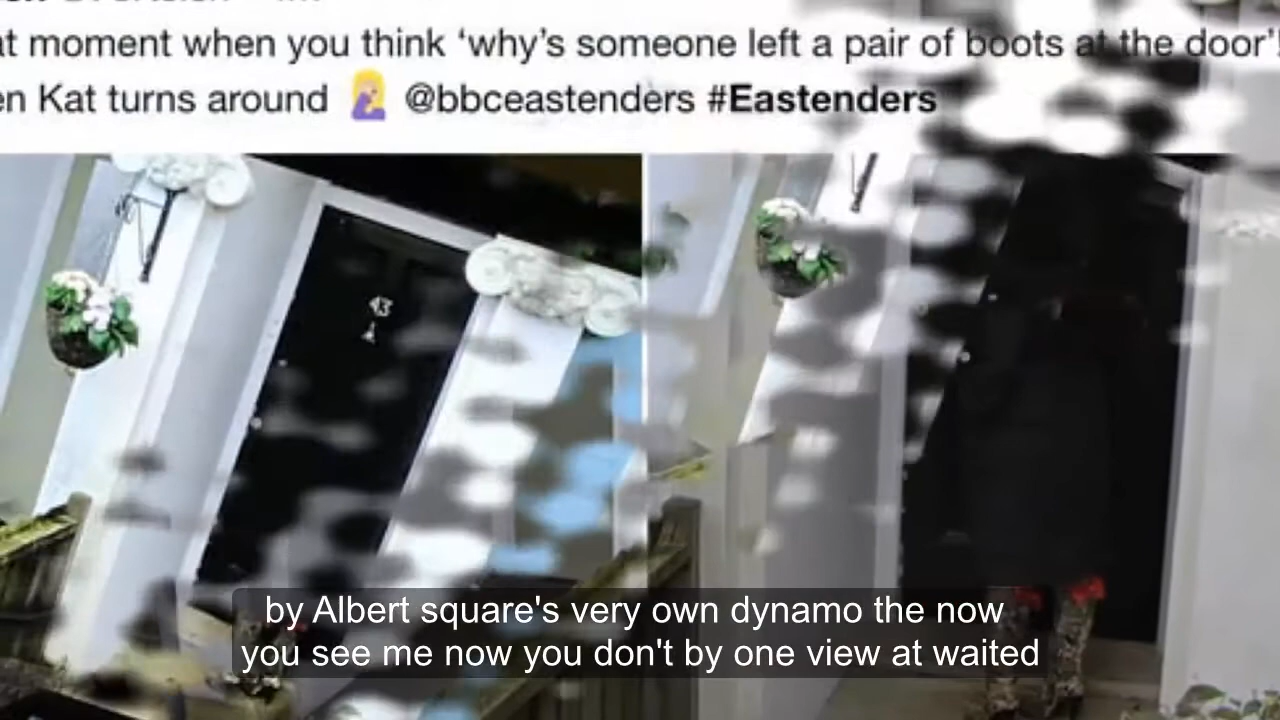 at moment when you think ‘why’s someone left a pair of boots at the door’!
en Kat turns around 🤦‍♀️ @bbceastenders #Eastenders
43
by Albert square's very own dynamo the now
you see me now you don't by one view at waited